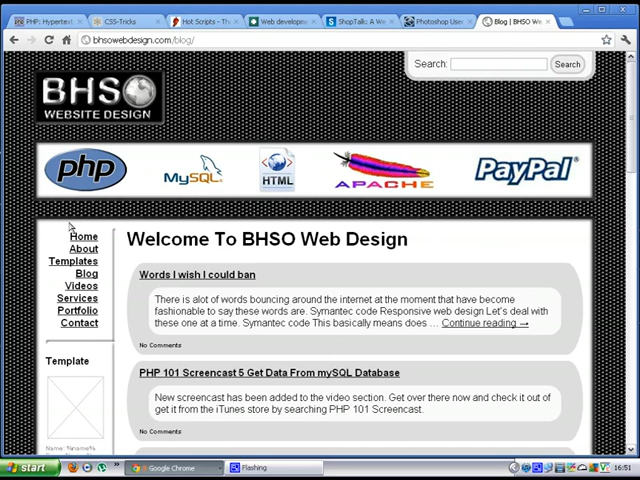 PHP: Hypertext
CSS-Tricks
Hot Scripts - The
Web developme
ShopTalk: A We
Photoshop User
Blog | BHSO We
bhsowebdesign.com/blog/
Search:
Search
BHSO
WEBSITE DESIGN
php
MySQL
HTML
APACHE
PayPal
Home
About
Templates
Blog
Videos
Services
Portfolio
Contact
Template
Name: %name%
Welcome To BHSO Web Design
Words I wish I could ban
There is alot of words bouncing around the internet at the moment that have become
fashionable to say these words are. Symantec code Responsive web design Let's deal with
these one at a time. Symantec code This basically means does … Continue reading →
No Comments
PHP 101 Screencast 5 Get Data From mySQL Database
New screencast has been added to the video section. Get over there now and check it out of
get it from the iTunes store by searching PHP 101 Screencast.
No Comments
start
Google Chrome
Flashing
16:51